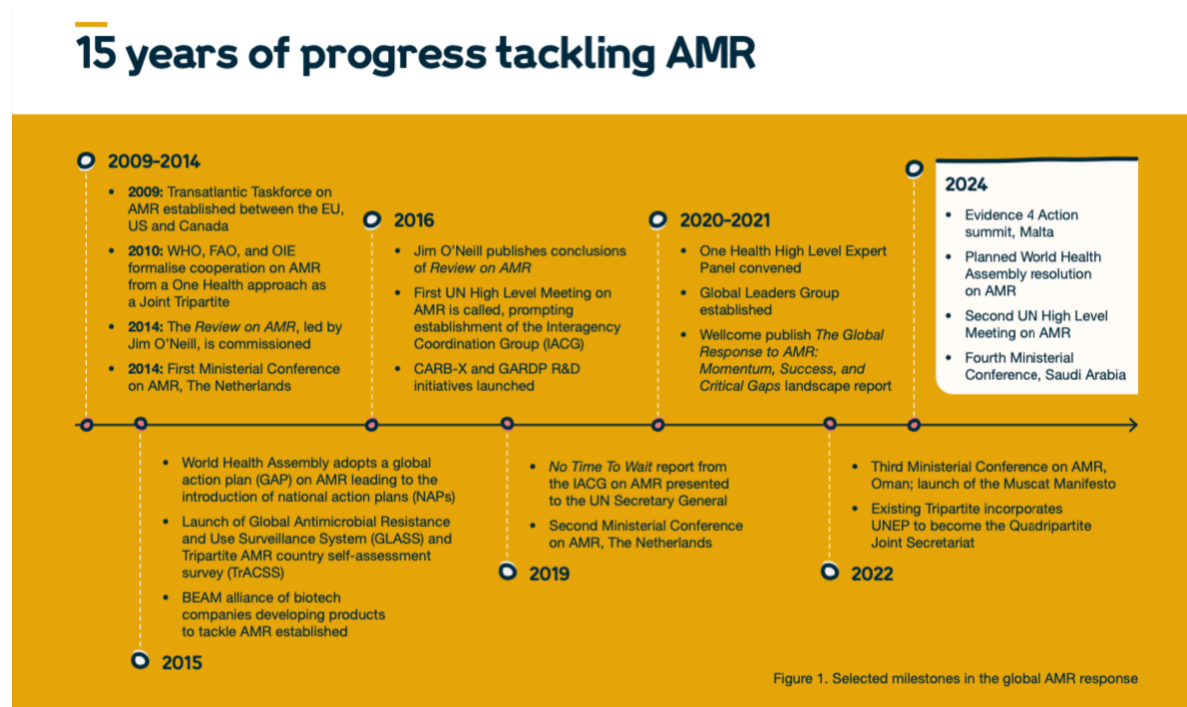 15 years of progress tackling AMR
2009-2014
• 2009: Transatlantic Taskforce on
AMR established between the EU,
US and Canada
• 2010: WHO, FAO, and OIE
formalise cooperation on AMR
from a One Health approach as
a Joint Tripartite
• 2014: The Review on AMR, led by
Jim O'Neill, is commissioned
• 2014: First Ministerial Conference
on AMR, The Netherlands
• World Health Assembly adopts a global
action plan (GAP) on AMR leading to the
introduction of national action plans (NAPs)
• Launch of Global Antimicrobial Resistance
and Use Surveillance System (GLASS) and
Tripartite AMR country self-assessment
survey (TrACSS)
• BEAM alliance of biotech
companies developing products
to tackle AMR established
2015
2016
• Jim O'Neill publishes conclusions
of Review on AMR
• First UN High Level Meeting on
AMR is called, prompting
establishment of the Interagency
Coordination Group (IACG)
• CARB-X and GARDP R&D
initiatives launched
• No Time To Wait report from
the IACG on AMR presented
to the UN Secretary General
• Second Ministerial Conference
on AMR, The Netherlands
2019
2020-2021
• One Health High Level Expert
Panel convened
• Global Leaders Group
established
• Wellcome publish The Global
Response to AMR:
Momentum, Success, and
Critical Gaps landscape report
• Third Ministerial Conference on AMR,
Oman; launch of the Muscat Manifesto
• Existing Tripartite incorporates
UNEP to become the Quadripartite
Joint Secretariat
2022
2024
• Evidence 4 Action
summit, Malta
• Planned World Health
Assembly resolution
on AMR
• Second UN High Level
Meeting on AMR
• Fourth Ministerial
Conference, Saudi Arabia
Figure 1. Selected milestones in the global AMR response